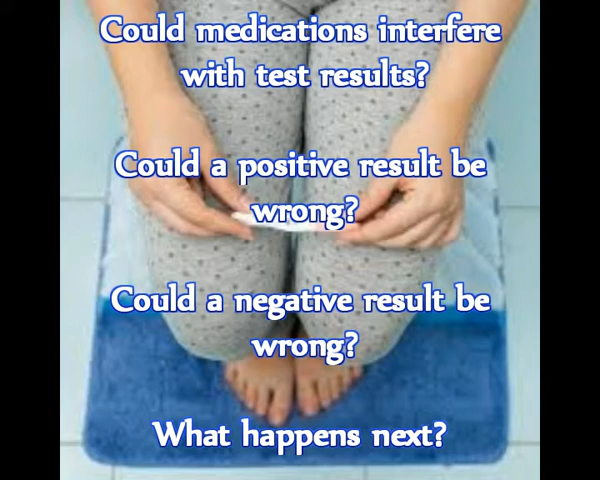 Could medications interfere
with test results?
Could a positive result be
wrong?
Could a negative result be
wrong?
What happens next?